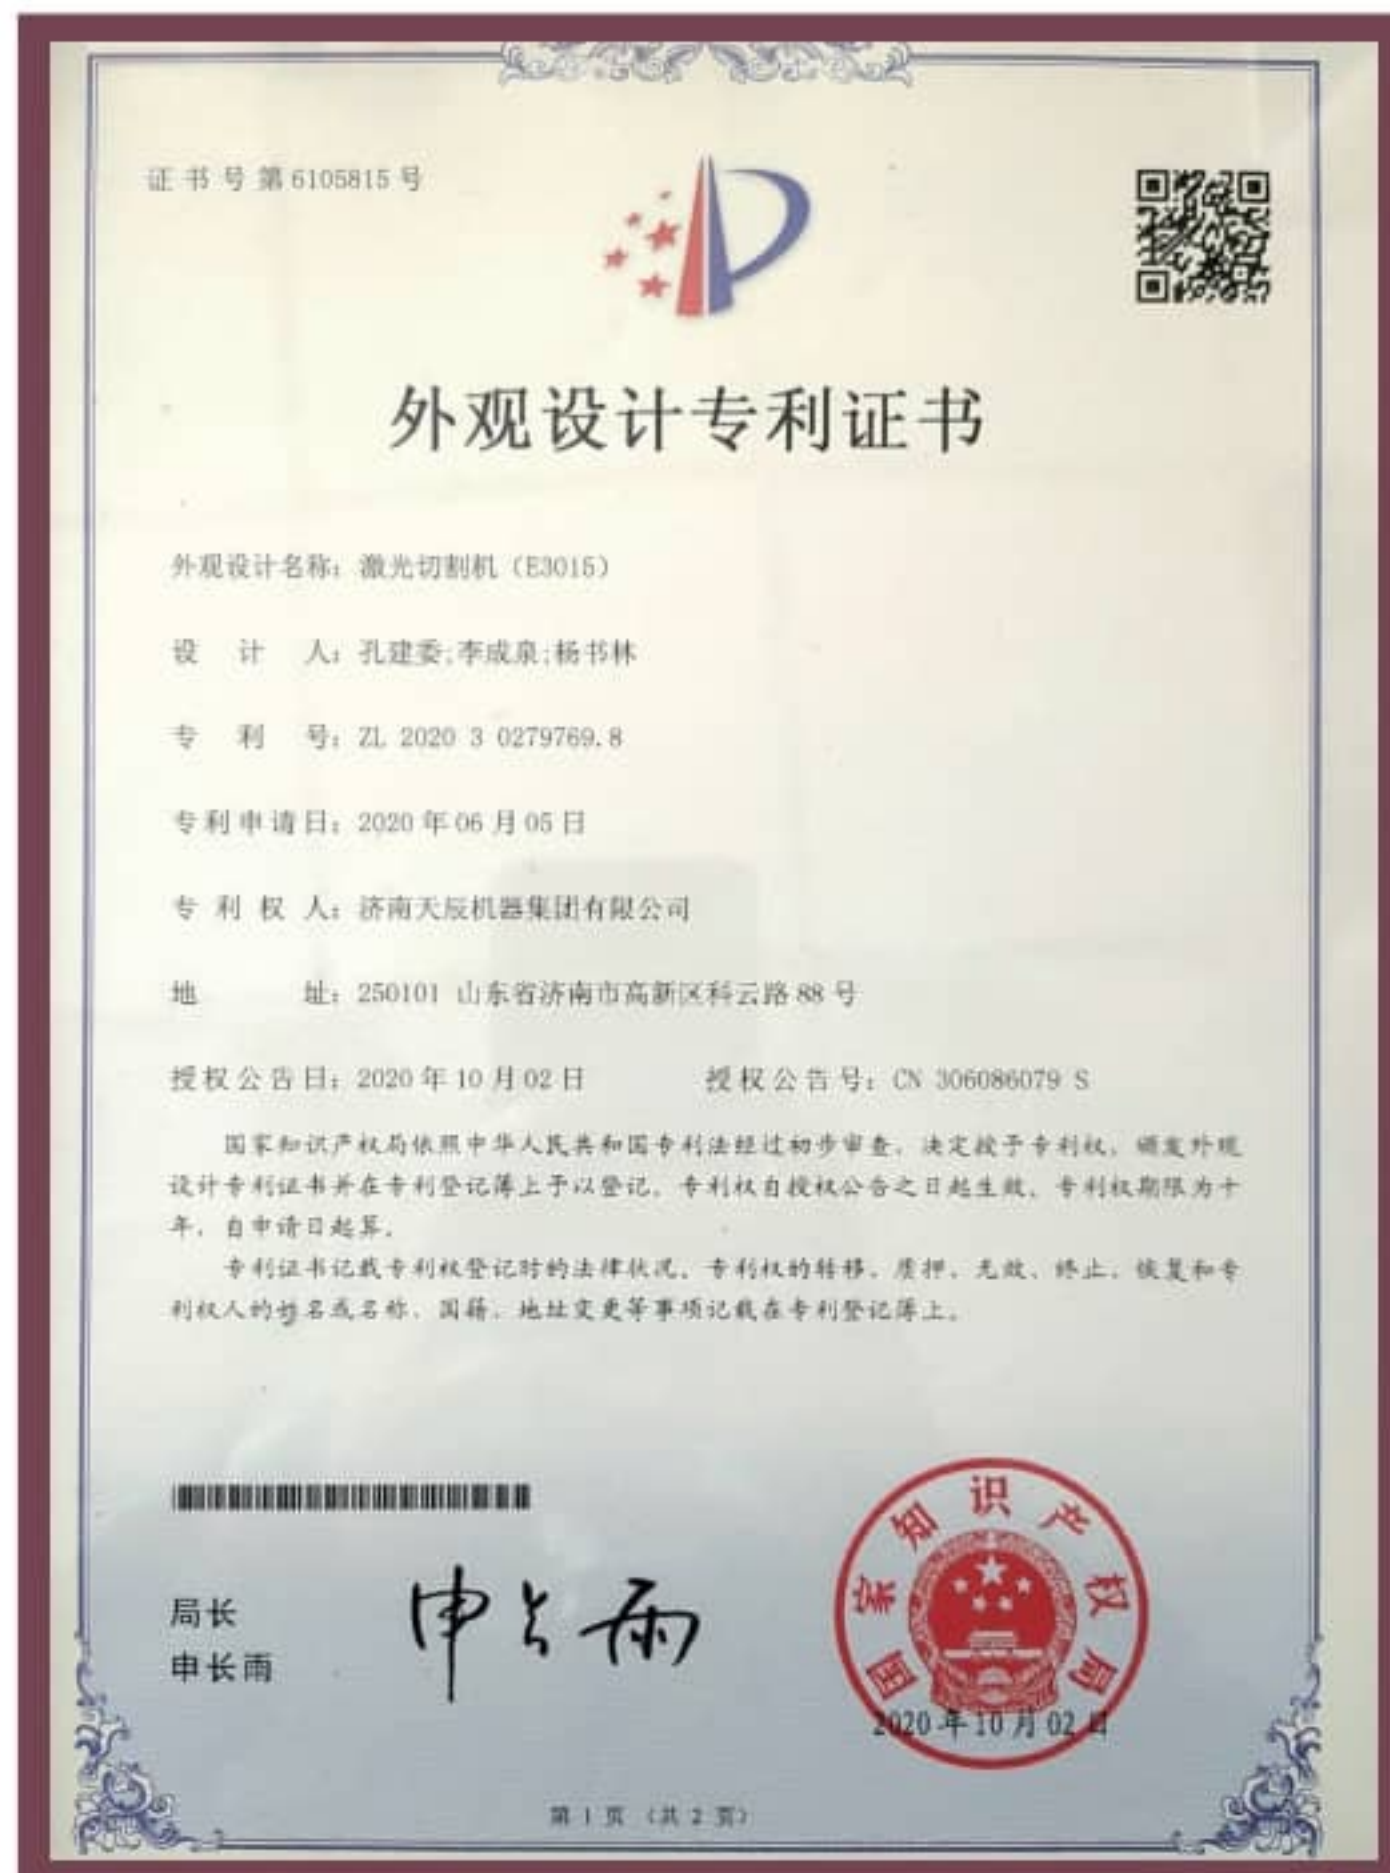 证书号第6105815号
外观设计专利证书
外观设计名称：激光切割机（E3015）
设计人：孔建委;李成泉;杨书林
专利号：ZL 2020 3 0279769.8
专利申请日：2020年06月05日
专利权人：济南天辰机器集团有限公司
地址：250101 山东省济南市高新区科云路88号
授权公告日：2020年10月02日 授权公告号：CN 306086079 S
国家知识产权局依照中华人民共和国专利法经过初步审查，决定授予专利权，颁发外观
设计专利证书并在专利登记簿上予以登记。专利权自授权公告之日起生效。专利权期限为十
年，自申请日起算。
专利证书记载专利权登记时的法律状况。专利权的转移、质押、无效、终止、恢复和专
利权人的姓名或名称、国籍、地址变更等事项记载在专利登记簿上。
局长
申长雨
申长雨
国家知识产权局
2020年10月02日
第 1 页 （共 2 页）